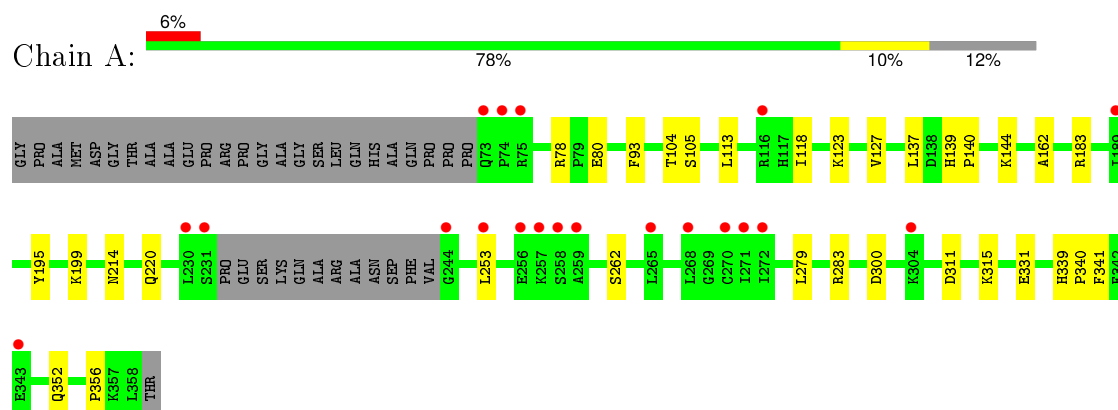 6%
Chain A:
78% 10% 12%
GLY PRO ALA MET ASP GLY THR ALA ALA GLU PRO ARG PRO GLY ALA GLY SER LEU GLN HIS ALA GLN PRO PRO PRO Q73 P74 R75 R78 P79 E80 F93 T104 S105 L113 R116 H117 I118 K123 V127 L137 D138 H139 P140 K144 A162 R183
Y195 K199 N214 Q220 L230 S231 PRO GLU SER LYS GLN ALA ARG ALA ASN SEP PHE VAL G244 L253 E256 K257 S258 A259 S262 L265 L268 G269 C270 I271 I272 L279 R283 D300 K304 D311 K315 E331 H339 P340 F341
E343 Q352 P356 K357 L358 THR